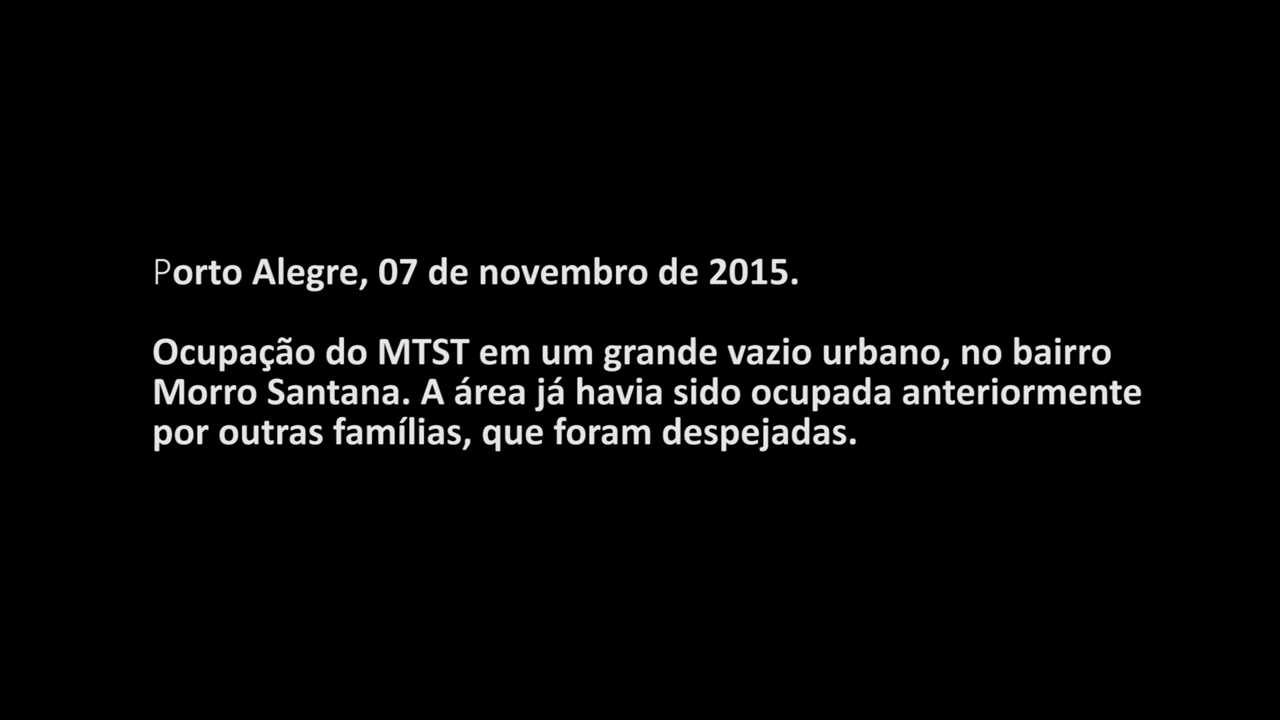 Porto Alegre, 07 de novembro de 2015.
Ocupação do MTST em um grande vazio urbano, no bairro
Morro Santana. A área já havia sido ocupada anteriormente
por outras famílias, que foram despejadas.